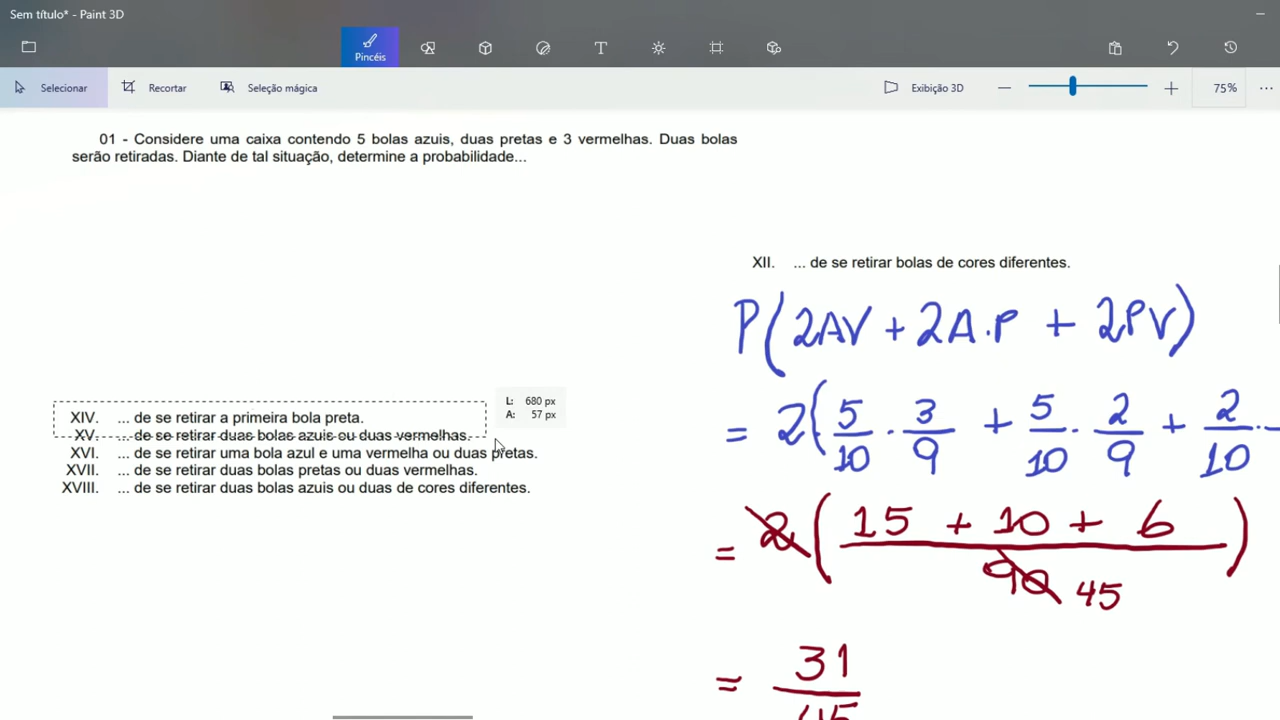 Sem título* - Paint 3D
Pincéis
Selecionar
Recortar
Seleção mágica
Exibição 3D
75%
01 - Considere uma caixa contendo 5 bolas azuis, duas pretas e 3 vermelhas. Duas bolas
serão retiradas. Diante de tal situação, determine a probabilidade...
XII. ... de se retirar bolas de cores diferentes.
P(2AV + 2A.P + 2PV)
= 2(5/10 . 3/9 + 5/10 . 2/9 + 2/10 .
= 2 (15 + 10 + 6 / 90 45)
= 31/45
L: 680 px
A: 57 px
XIV. ... de se retirar a primeira bola preta.
XV. ... de se retirar duas bolas azuis ou duas vermelhas.
XVI. ... de se retirar uma bola azul e uma vermelha ou duas pretas.
XVII. ... de se retirar duas bolas pretas ou duas vermelhas.
XVIII. ... de se retirar duas bolas azuis ou duas de cores diferentes.